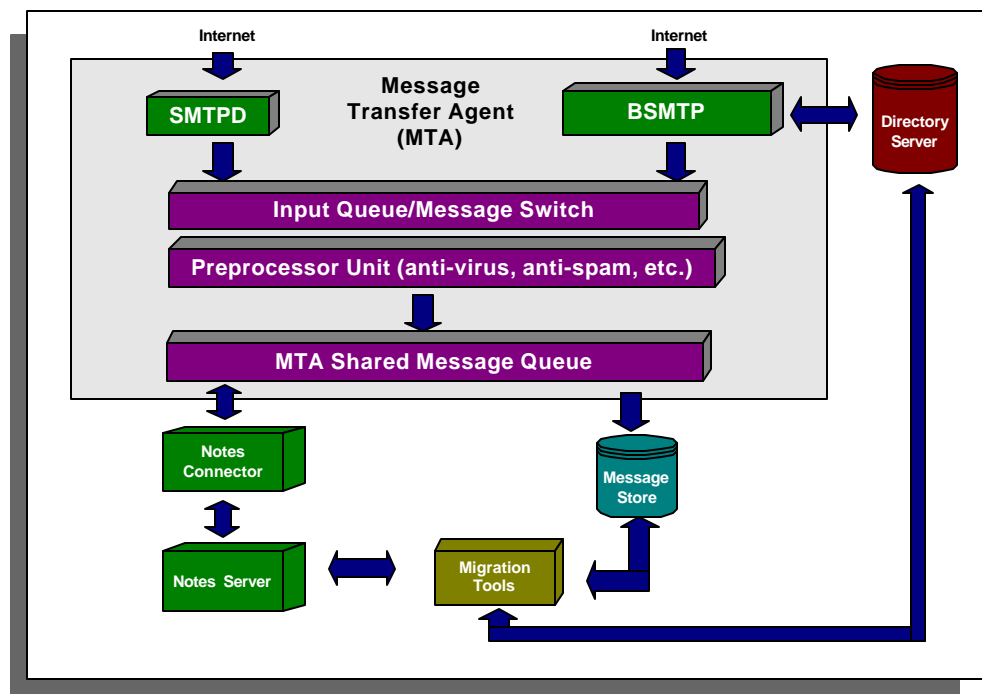 Internet
Internet
Message
Transfer Agent
(MTA)
SMTPD
BSMTP
Directory
Server
Input Queue/Message Switch
Preprocessor Unit (anti-virus, anti-spam, etc.)
MTA Shared Message Queue
Notes
Connector
Message
Store
Notes Server
Migration
Tools